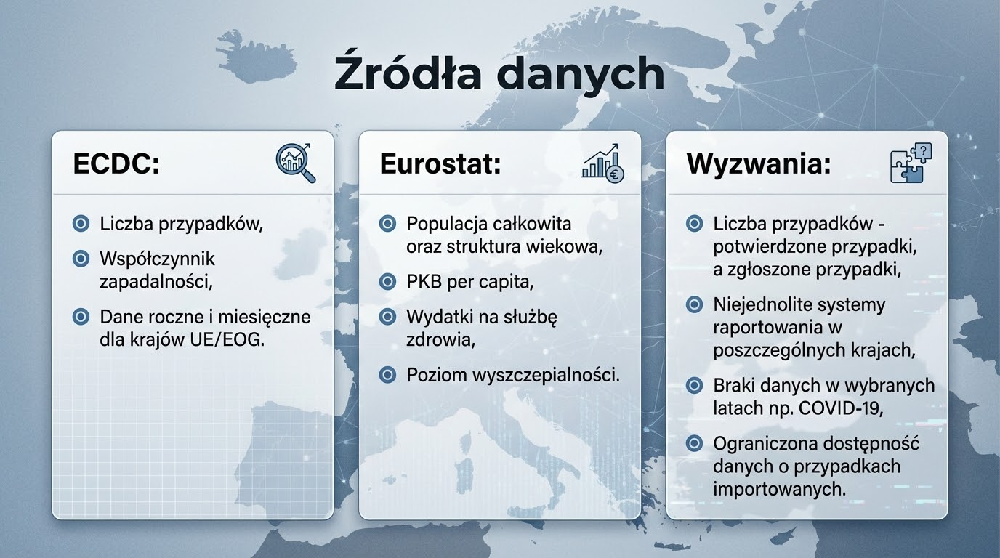 Źródła danych
ECDC:
Liczba przypadków,
Współczynnik
zapadalności,
Dane roczne i miesięczne
dla krajów UE/EOG.
Eurostat:
Populacja całkowita
oraz struktura wiekowa,
PKB per capita,
Wydatki na służbę
zdrowia,
Poziom wyszczepialności.
Wyzwania:
Liczba przypadków -
potwierdzone przypadki,
a zgłoszone przypadki,
Niejednolite systemy
raportowania w
poszczególnych krajach,
Braki danych w wybranych
latach np. COVID-19,
Ograniczona dostępność
danych o przypadkach
importowanych.